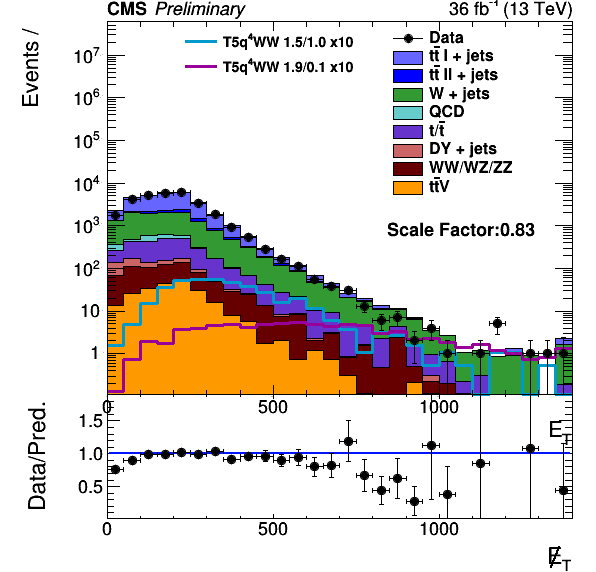 CMS Preliminary 36 fb⁻¹ (13 TeV)
Events /
T5q⁴WW 1.5/1.0 x10
T5q⁴WW 1.9/0.1 x10
Data
tt̄ l + jets
tt̄ ll + jets
W + jets
QCD
t/t̄
DY + jets
WW/WZ/ZZ
tt̄V
Scale Factor:0.83
10⁷
10⁶
10⁵
10⁴
10³
10²
10
1
0 500 1000
E̸_T
Data/Pred.
1.5
1.0
0.5
0 500 1000
E̸_T